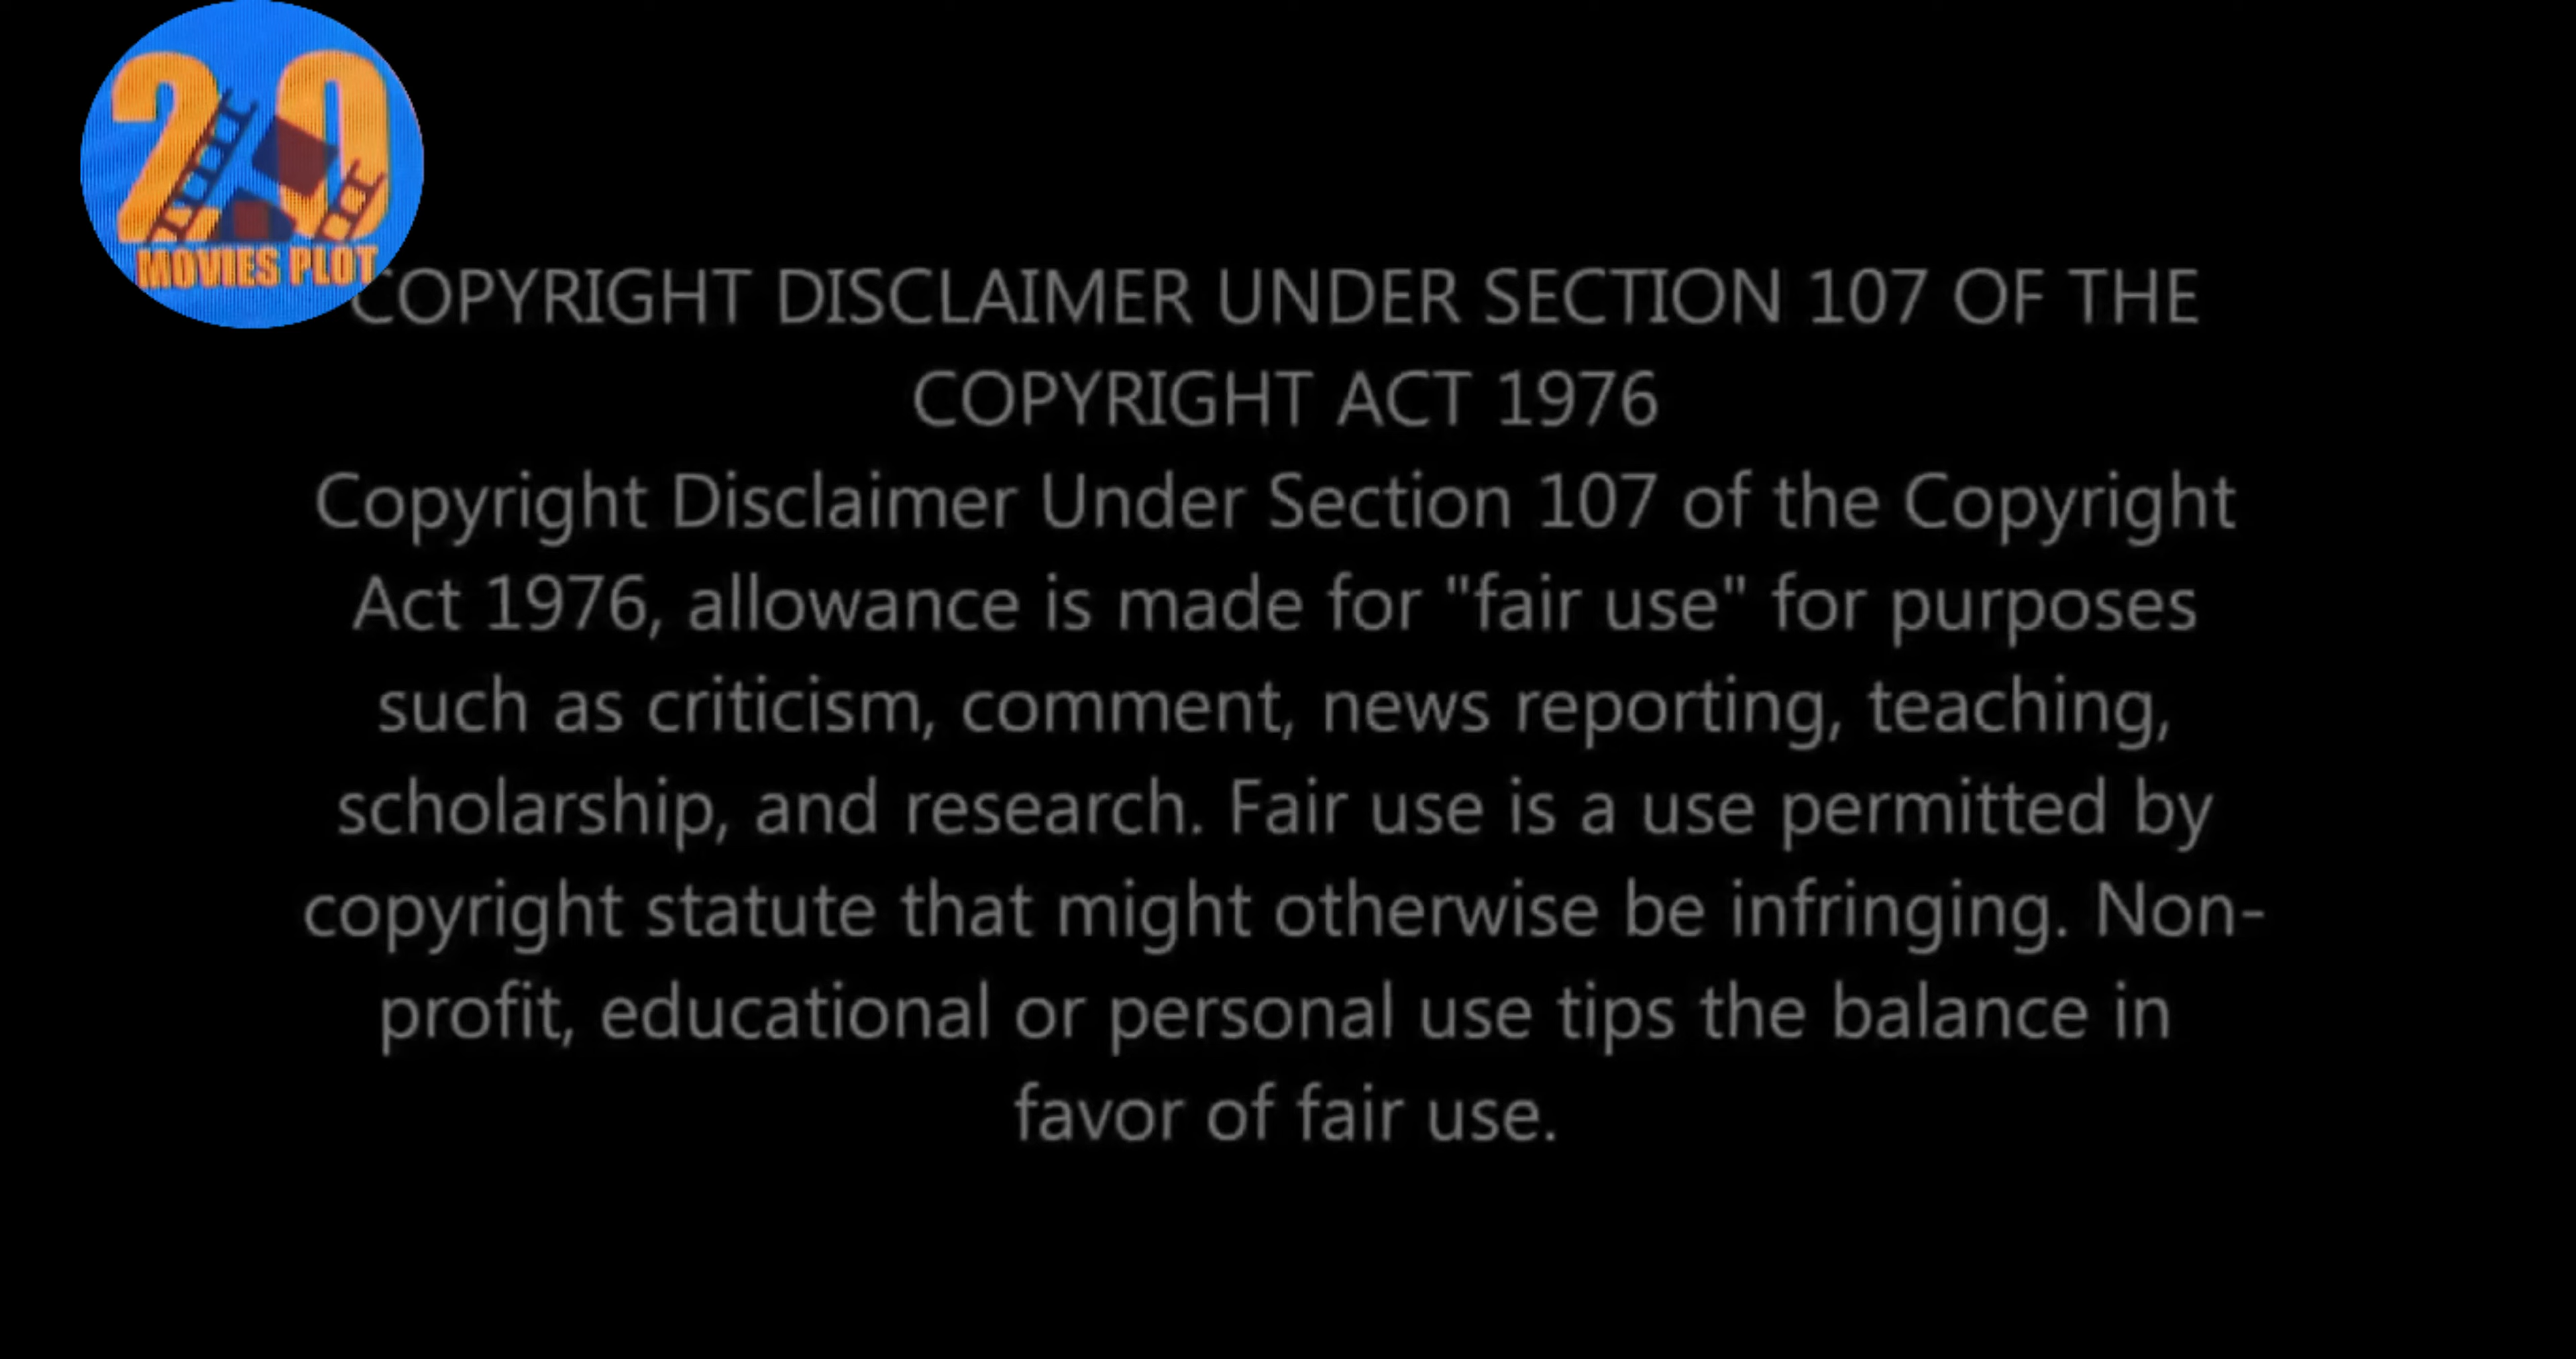 2.0
MOVIES PLOT
COPYRIGHT DISCLAIMER UNDER SECTION 107 OF THE
COPYRIGHT ACT 1976
Copyright Disclaimer Under Section 107 of the Copyright
Act 1976, allowance is made for "fair use" for purposes
such as criticism, comment, news reporting, teaching,
scholarship, and research. Fair use is a use permitted by
copyright statute that might otherwise be infringing. Non-
profit, educational or personal use tips the balance in
favor of fair use.